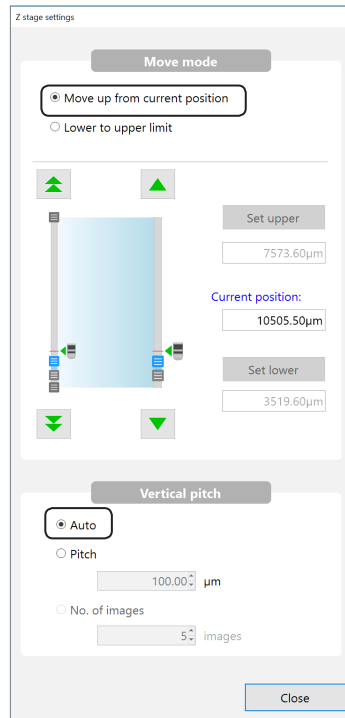 Z stage settings
Move mode
Move up from current position
Lower to upper limit
Set upper
7573.60µm
Current position:
10505.50µm
Set lower
3519.60µm
Vertical pitch
Auto
Pitch
100.00 µm
No. of images
5 images
Close